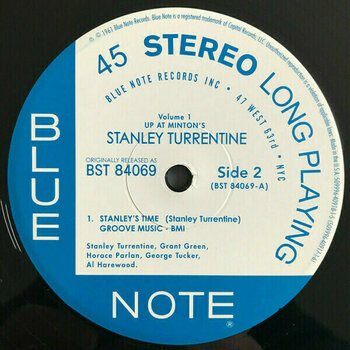 45 STEREO LONG PLAYING
BLUE NOTE RECORDS INC • 47 WEST 63rd • NYC
Volume 1
UP AT MINTON'S
STANLEY TURRENTINE
ORIGINALLY RELEASED AS
BST 84069
Side 2
(BST 84069-A)
1. STANLEY'S TIME (Stanley Turrentine)
GROOVE MUSIC - BMI
Stanley Turrentine, Grant Green,
Horace Parlan, George Tucker,
Al Harewood.
BLUE
NOTE
®